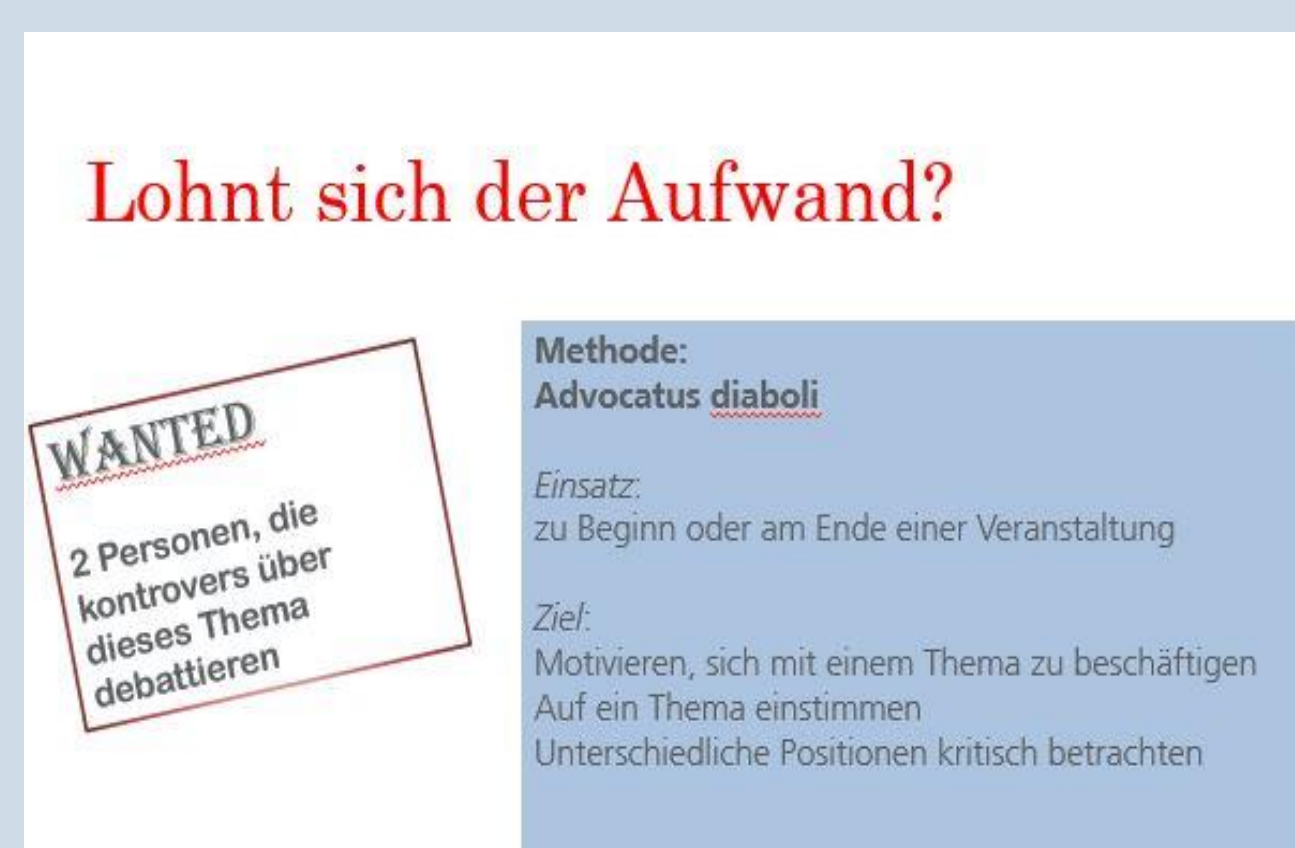 Lohnt sich der Aufwand?
WANTED
2 Personen, die
kontrovers über
dieses Thema
debattieren
Methode:
Advocatus diaboli
Einsatz:
zu Beginn oder am Ende einer Veranstaltung
Ziel:
Motivieren, sich mit einem Thema zu beschäftigen
Auf ein Thema einstimmen
Unterschiedliche Positionen kritisch betrachten